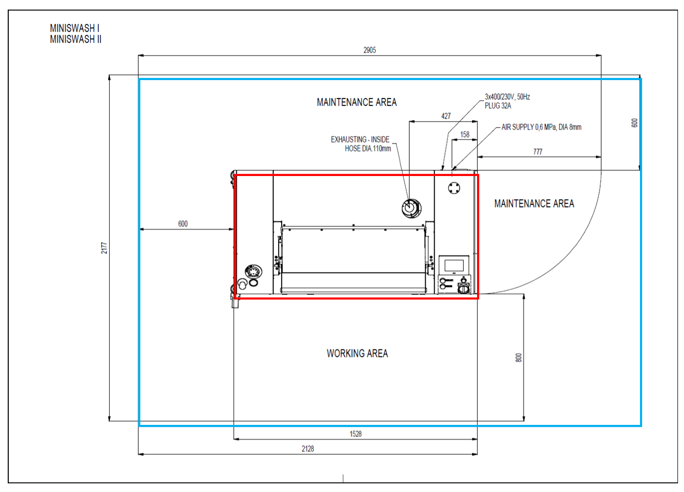 MINISWASH I
MINISWASH II
2905
MAINTENANCE AREA
3x400/230V, 50Hz
PLUG 32A
427
AIR SUPPLY 0,6 MPa, DIA 8mm
600
EXHAUSTING - INSIDE
HOSE DIA.110mm
158
777
MAINTENANCE AREA
600
2177
WORKING AREA
800
1528
2128